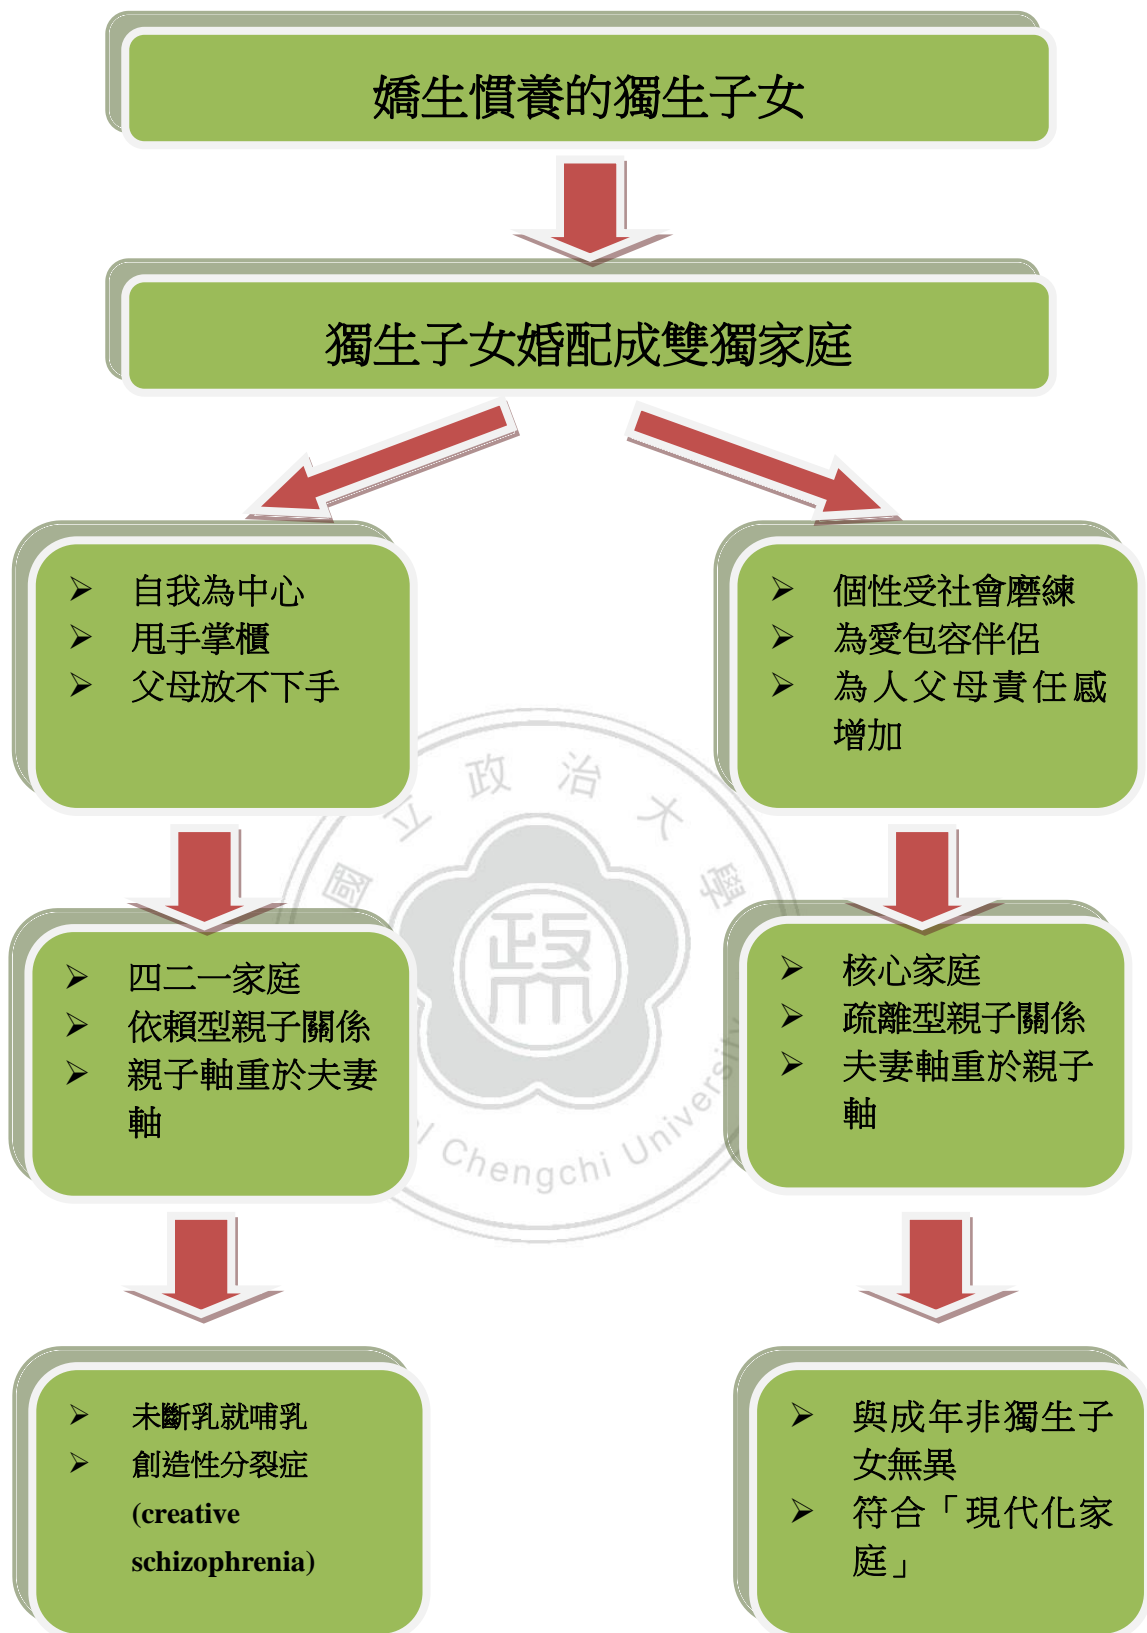 嬌生慣養的獨生子女
獨生子女婚配成雙獨家庭
➢ 自我為中心
➢ 甩手掌櫃
➢ 父母放不下手
➢ 個性受社會磨練
➢ 為愛包容伴侶
➢ 為人父母責任感
增加
國立政治大學
政
➢ 四二一家庭
➢ 依賴型親子關係
➢ 親子軸重於夫妻
軸
➢ 核心家庭
➢ 疏離型親子關係
➢ 夫妻軸重於親子
軸
Chengchi University
➢ 未斷乳就哺乳
➢ 創造性分裂症
(creative
schizophrenia)
➢ 與成年非獨生子
女無異
➢ 符合「現代化家
庭」